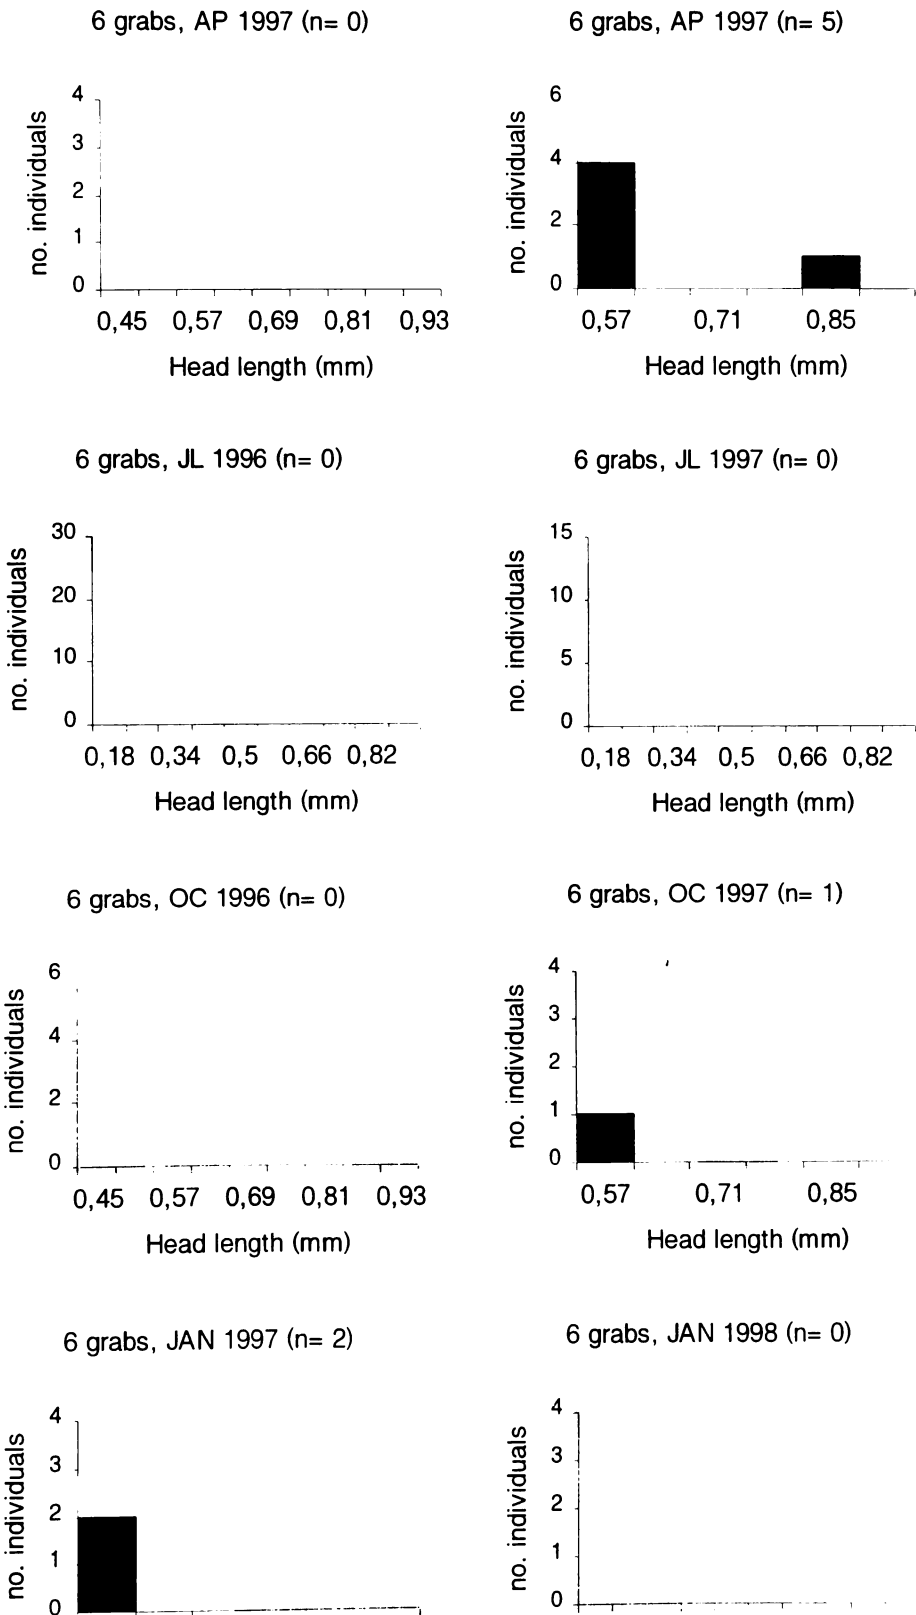 6 grabs, AP 1997 (n= 0)
no. individuals
4
3
2
1
0
0,45 0,57 0,69 0,81 0,93
Head length (mm)
6 grabs, AP 1997 (n= 5)
no. individuals
6
4
2
0
0,57 0,71 0,85
Head length (mm)
6 grabs, JL 1996 (n= 0)
no. individuals
30
20
10
0
0,18 0,34 0,5 0,66 0,82
Head length (mm)
6 grabs, JL 1997 (n= 0)
no. individuals
15
10
5
0
0,18 0,34 0,5 0,66 0,82
Head length (mm)
6 grabs, OC 1996 (n= 0)
no. individuals
6
4
2
0
0,45 0,57 0,69 0,81 0,93
Head length (mm)
6 grabs, OC 1997 (n= 1)
no. individuals
4
3
2
1
0
0,57 0,71 0,85
Head length (mm)
6 grabs, JAN 1997 (n= 2)
no. individuals
4
3
2
1
0
6 grabs, JAN 1998 (n= 0)
no. individuals
4
3
2
1
0